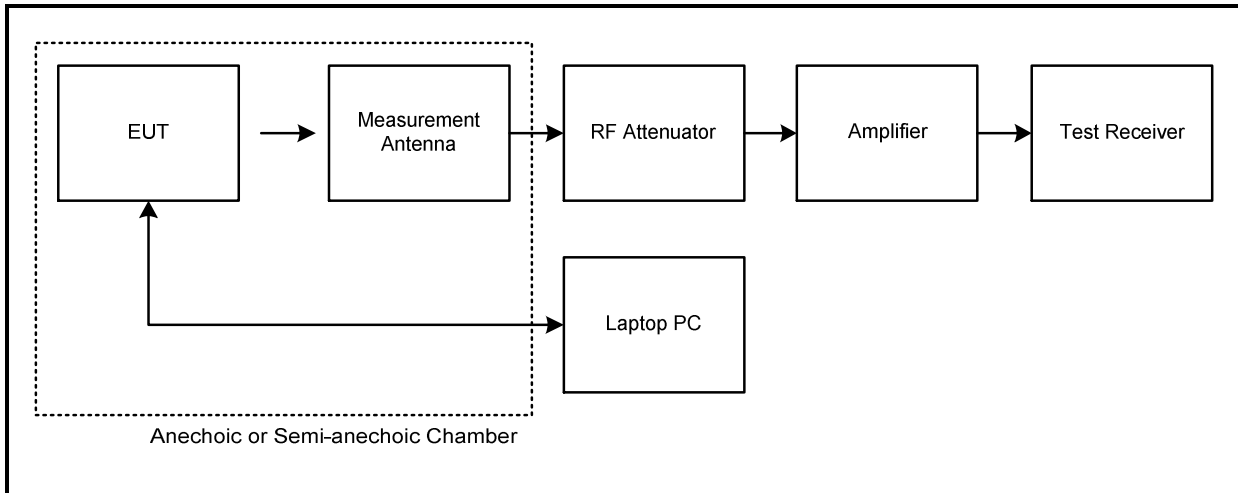 EUT
Measurement
Antenna
RF Attenuator
Amplifier
Test Receiver
Laptop PC
Anechoic or Semi-anechoic Chamber